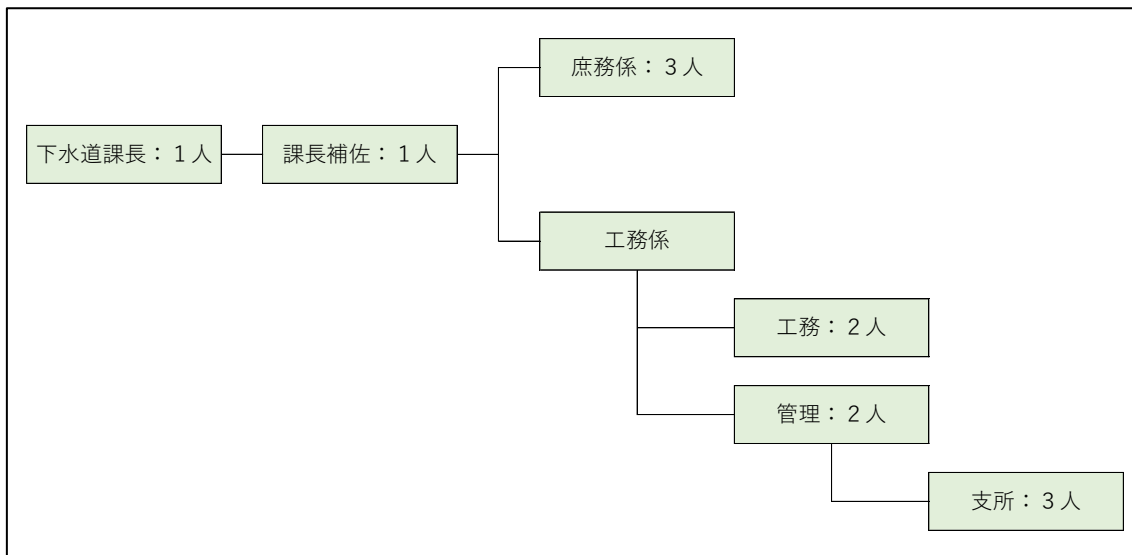 庶務係：３人
下水道課長：１人
課長補佐：１人
工務係
工務：２人
管理：２人
支所：３人